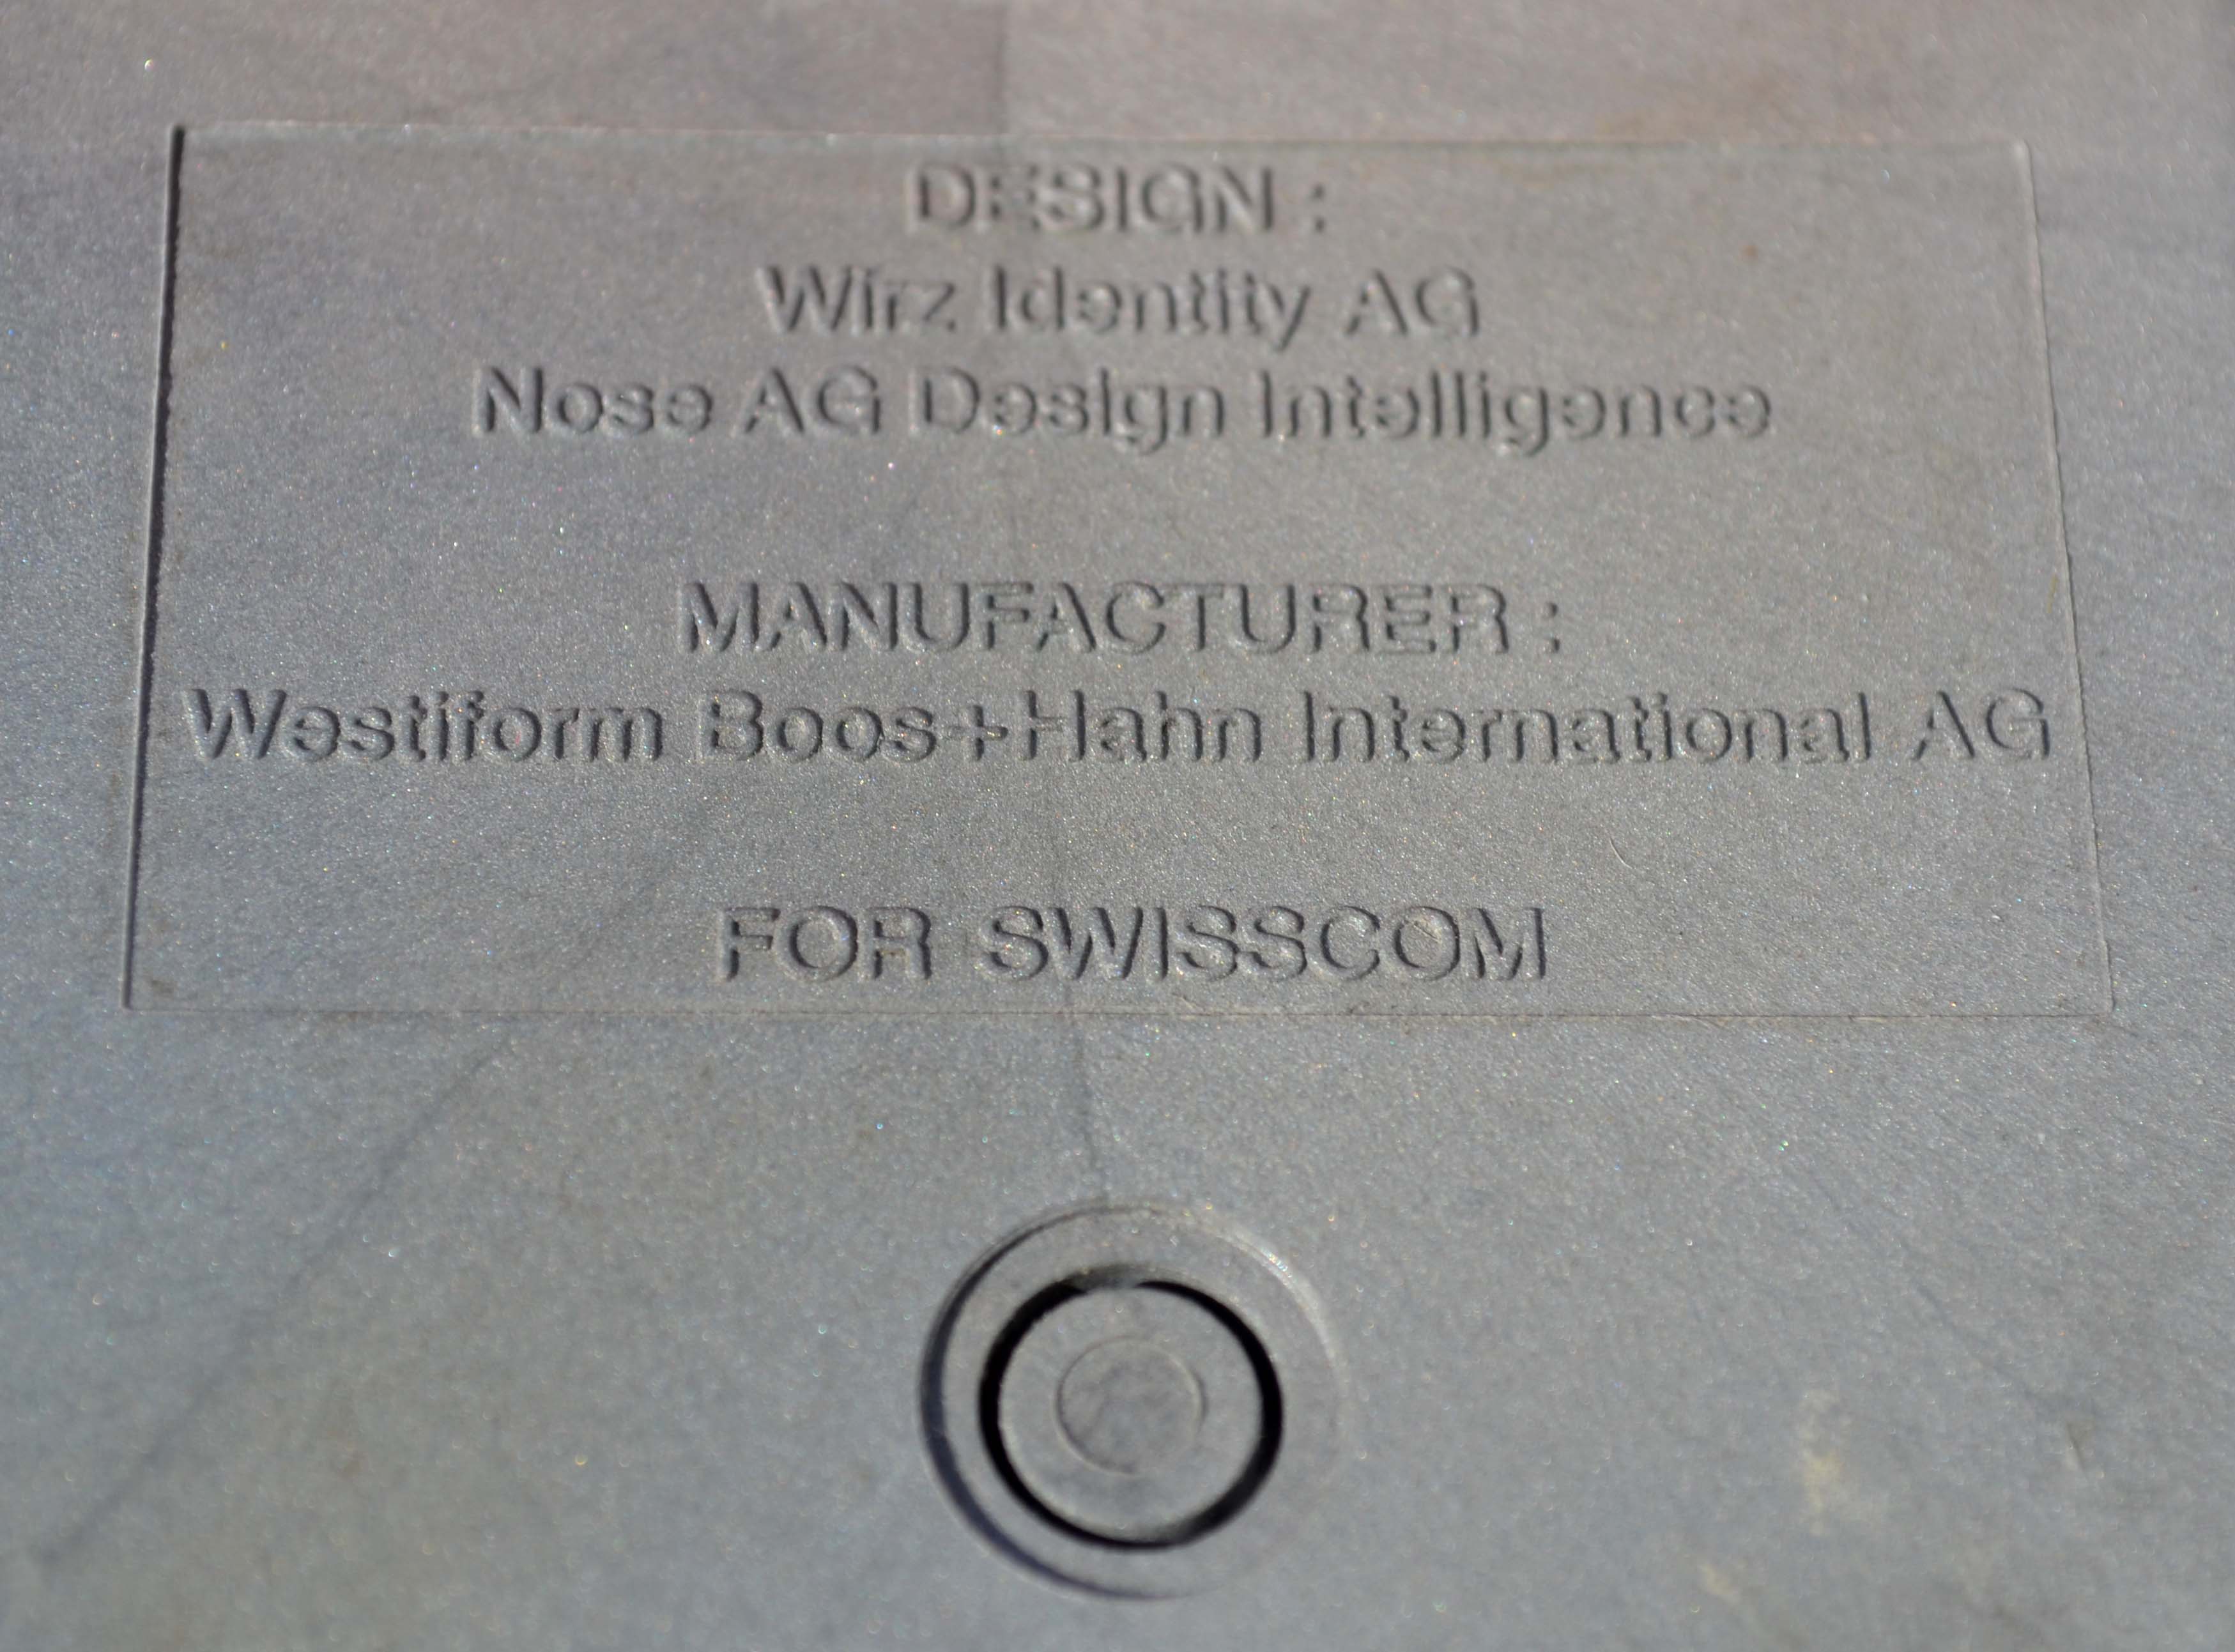 DESIGN :
Wirz Identity AG
Nose AG Design Intelligence
MANUFACTURER :
Westiform Boos+Hahn International AG
FOR SWISSCOM